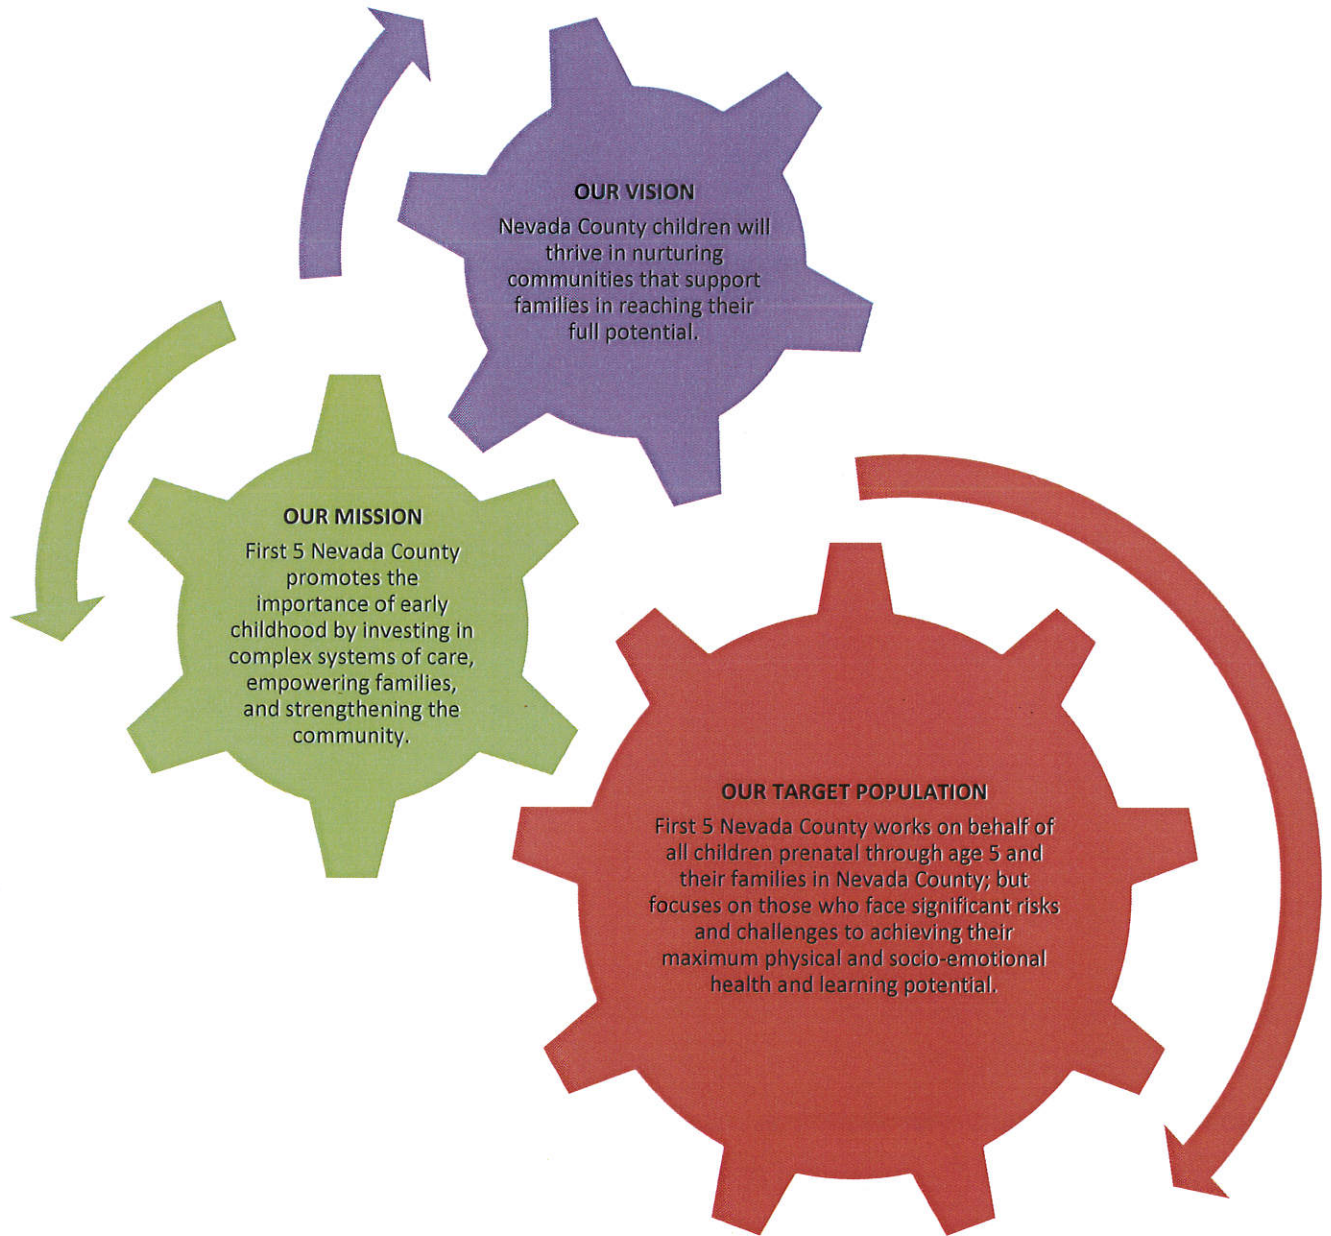 OUR VISION
Nevada County children will
thrive in nurturing
communities that support
families in reaching their
full potential.
OUR MISSION
First 5 Nevada County
promotes the
importance of early
childhood by investing in
complex systems of care,
empowering families,
and strengthening the
community.
OUR TARGET POPULATION
First 5 Nevada County works on behalf of
all children prenatal through age 5 and
their families in Nevada County; but
focuses on those who face significant risks
and challenges to achieving their
maximum physical and socio-emotional
health and learning potential.